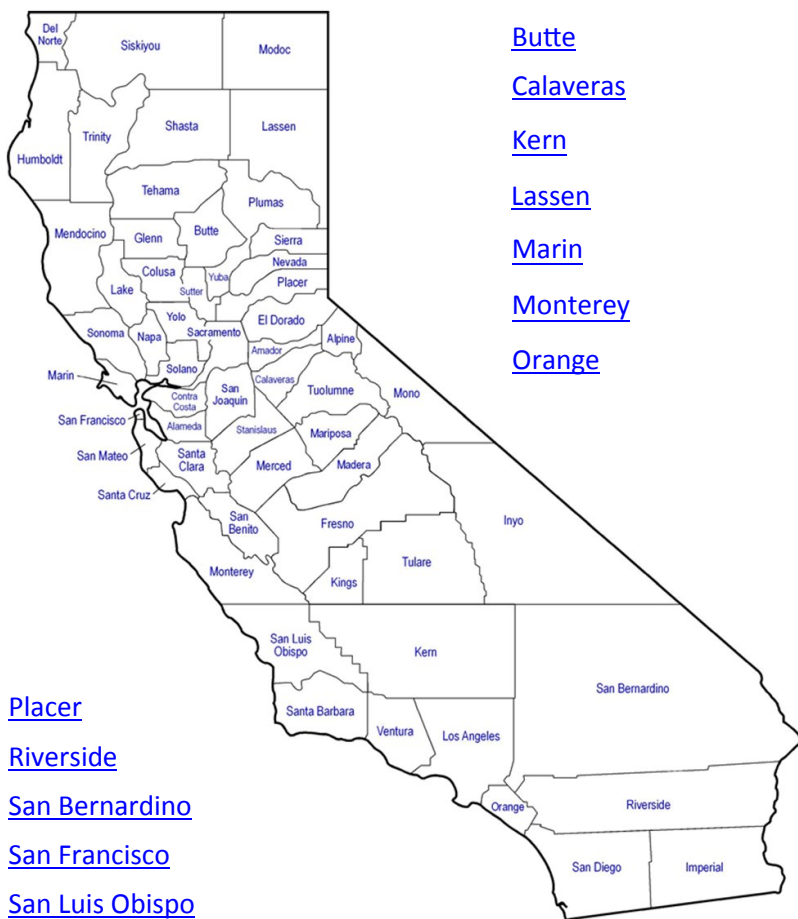 Del
Norte
Siskiyou
Modoc
Butte
Calaveras
Kern
Lassen
Marin
Monterey
Orange
Trinity
Shasta
Lassen
Humboldt
Tehama
Plumas
Mendocino
Glenn
Butte
Sierra
Nevada
Placer
Lake
Colusa
Sutter
Yuba
Sonoma
Napa
Yolo
Sacramento
El Dorado
Alpine
Amador
Solano
Marin
Calaveras
Tuolumne
Mono
Contra
Costa
San
Joaquin
San Francisco
Alameda
Stanislaus
Mariposa
San Mateo
Santa
Clara
Merced
Madera
Santa Cruz
San
Benito
Fresno
Inyo
Monterey
Kings
Tulare
San Luis
Obispo
Kern
San Bernardino
Santa Barbara
Ventura
Los Angeles
Orange
Riverside
San Diego
Imperial
Placer
Riverside
San Bernardino
San Francisco
San Luis Obispo